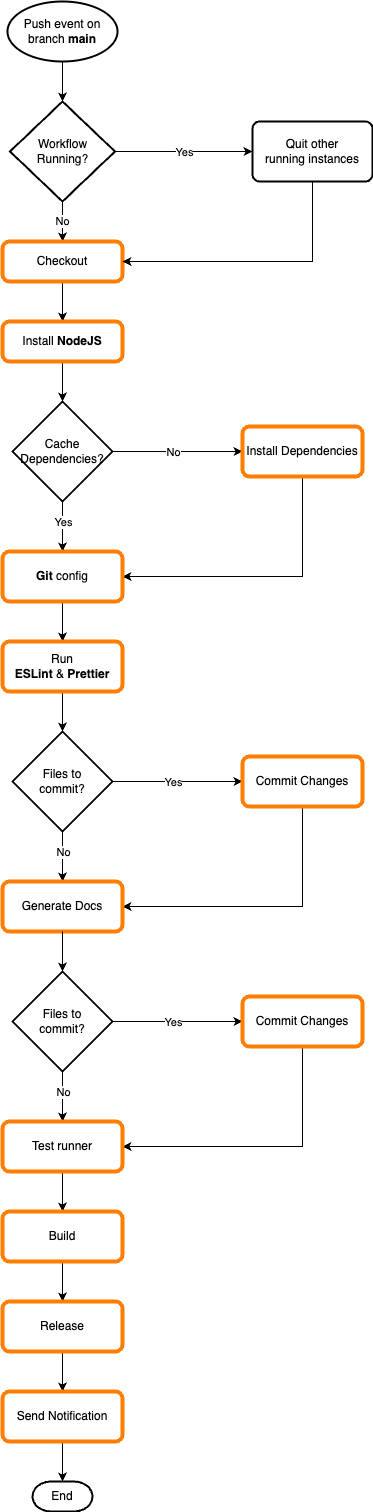 Push event on
branch main
Workflow
Running?
Yes
Quit other
running instances
No
Checkout
Install NodeJS
Cache
Dependencies?
No
Install Dependencies
Yes
Git config
Run
ESLint & Prettier
Files to
commit?
Yes
Commit Changes
No
Generate Docs
Files to
commit?
Yes
Commit Changes
No
Test runner
Build
Release
Send Notification
End